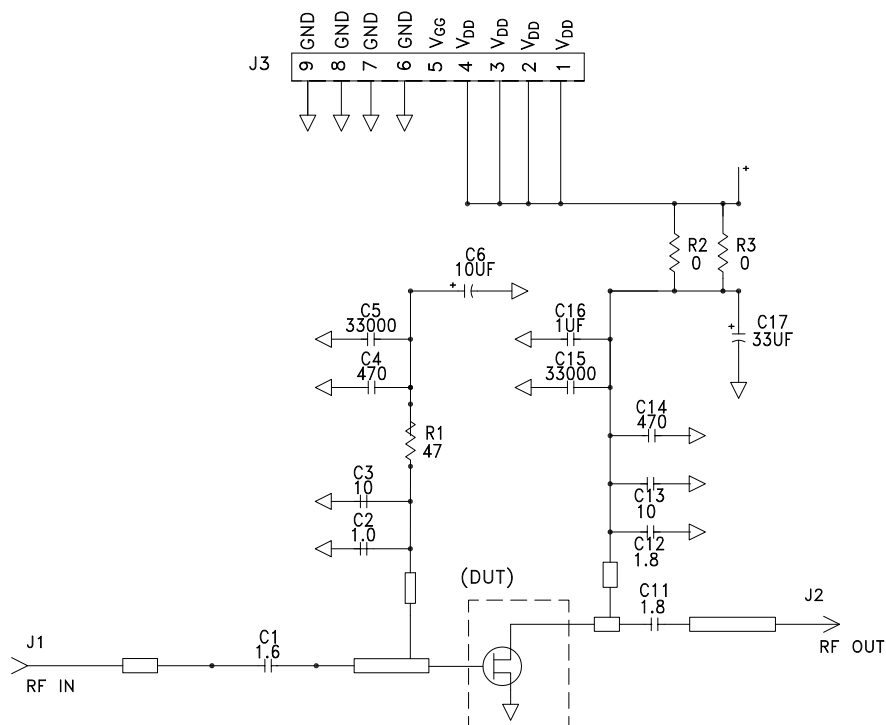 GND GND GND GND VGG VDD VDD VDD VDD
J3 9 8 7 6 5 4 3 2 1
+
R2
0
R3
0
C6
10UF
+
C5
33000
C4
470
R1
47
C3
10
C2
1.0
C16
1UF
C15
33000
+
C17
33UF
C14
470
C13
10
C12
1.8
(DUT)
C11
1.8
J2
RF OUT
J1
RF IN
C1
1.6